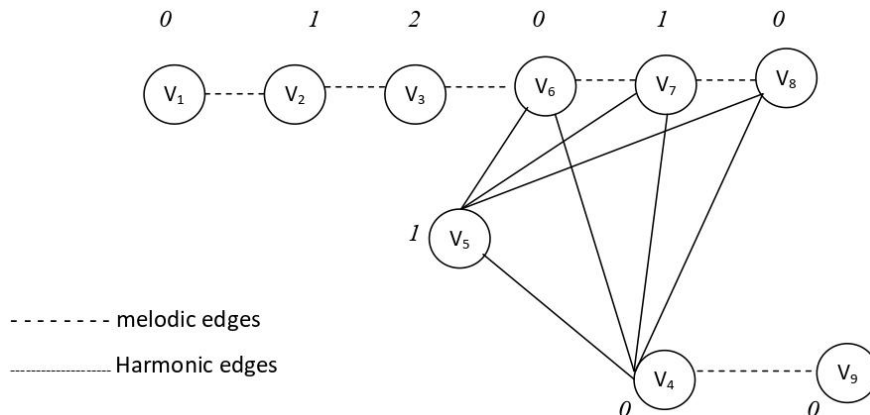 0 1 2 0 1 0
V1 V2 V3 V6 V7 V8
1 V5
melodic edges
Harmonic edges
V4 V9
0 0